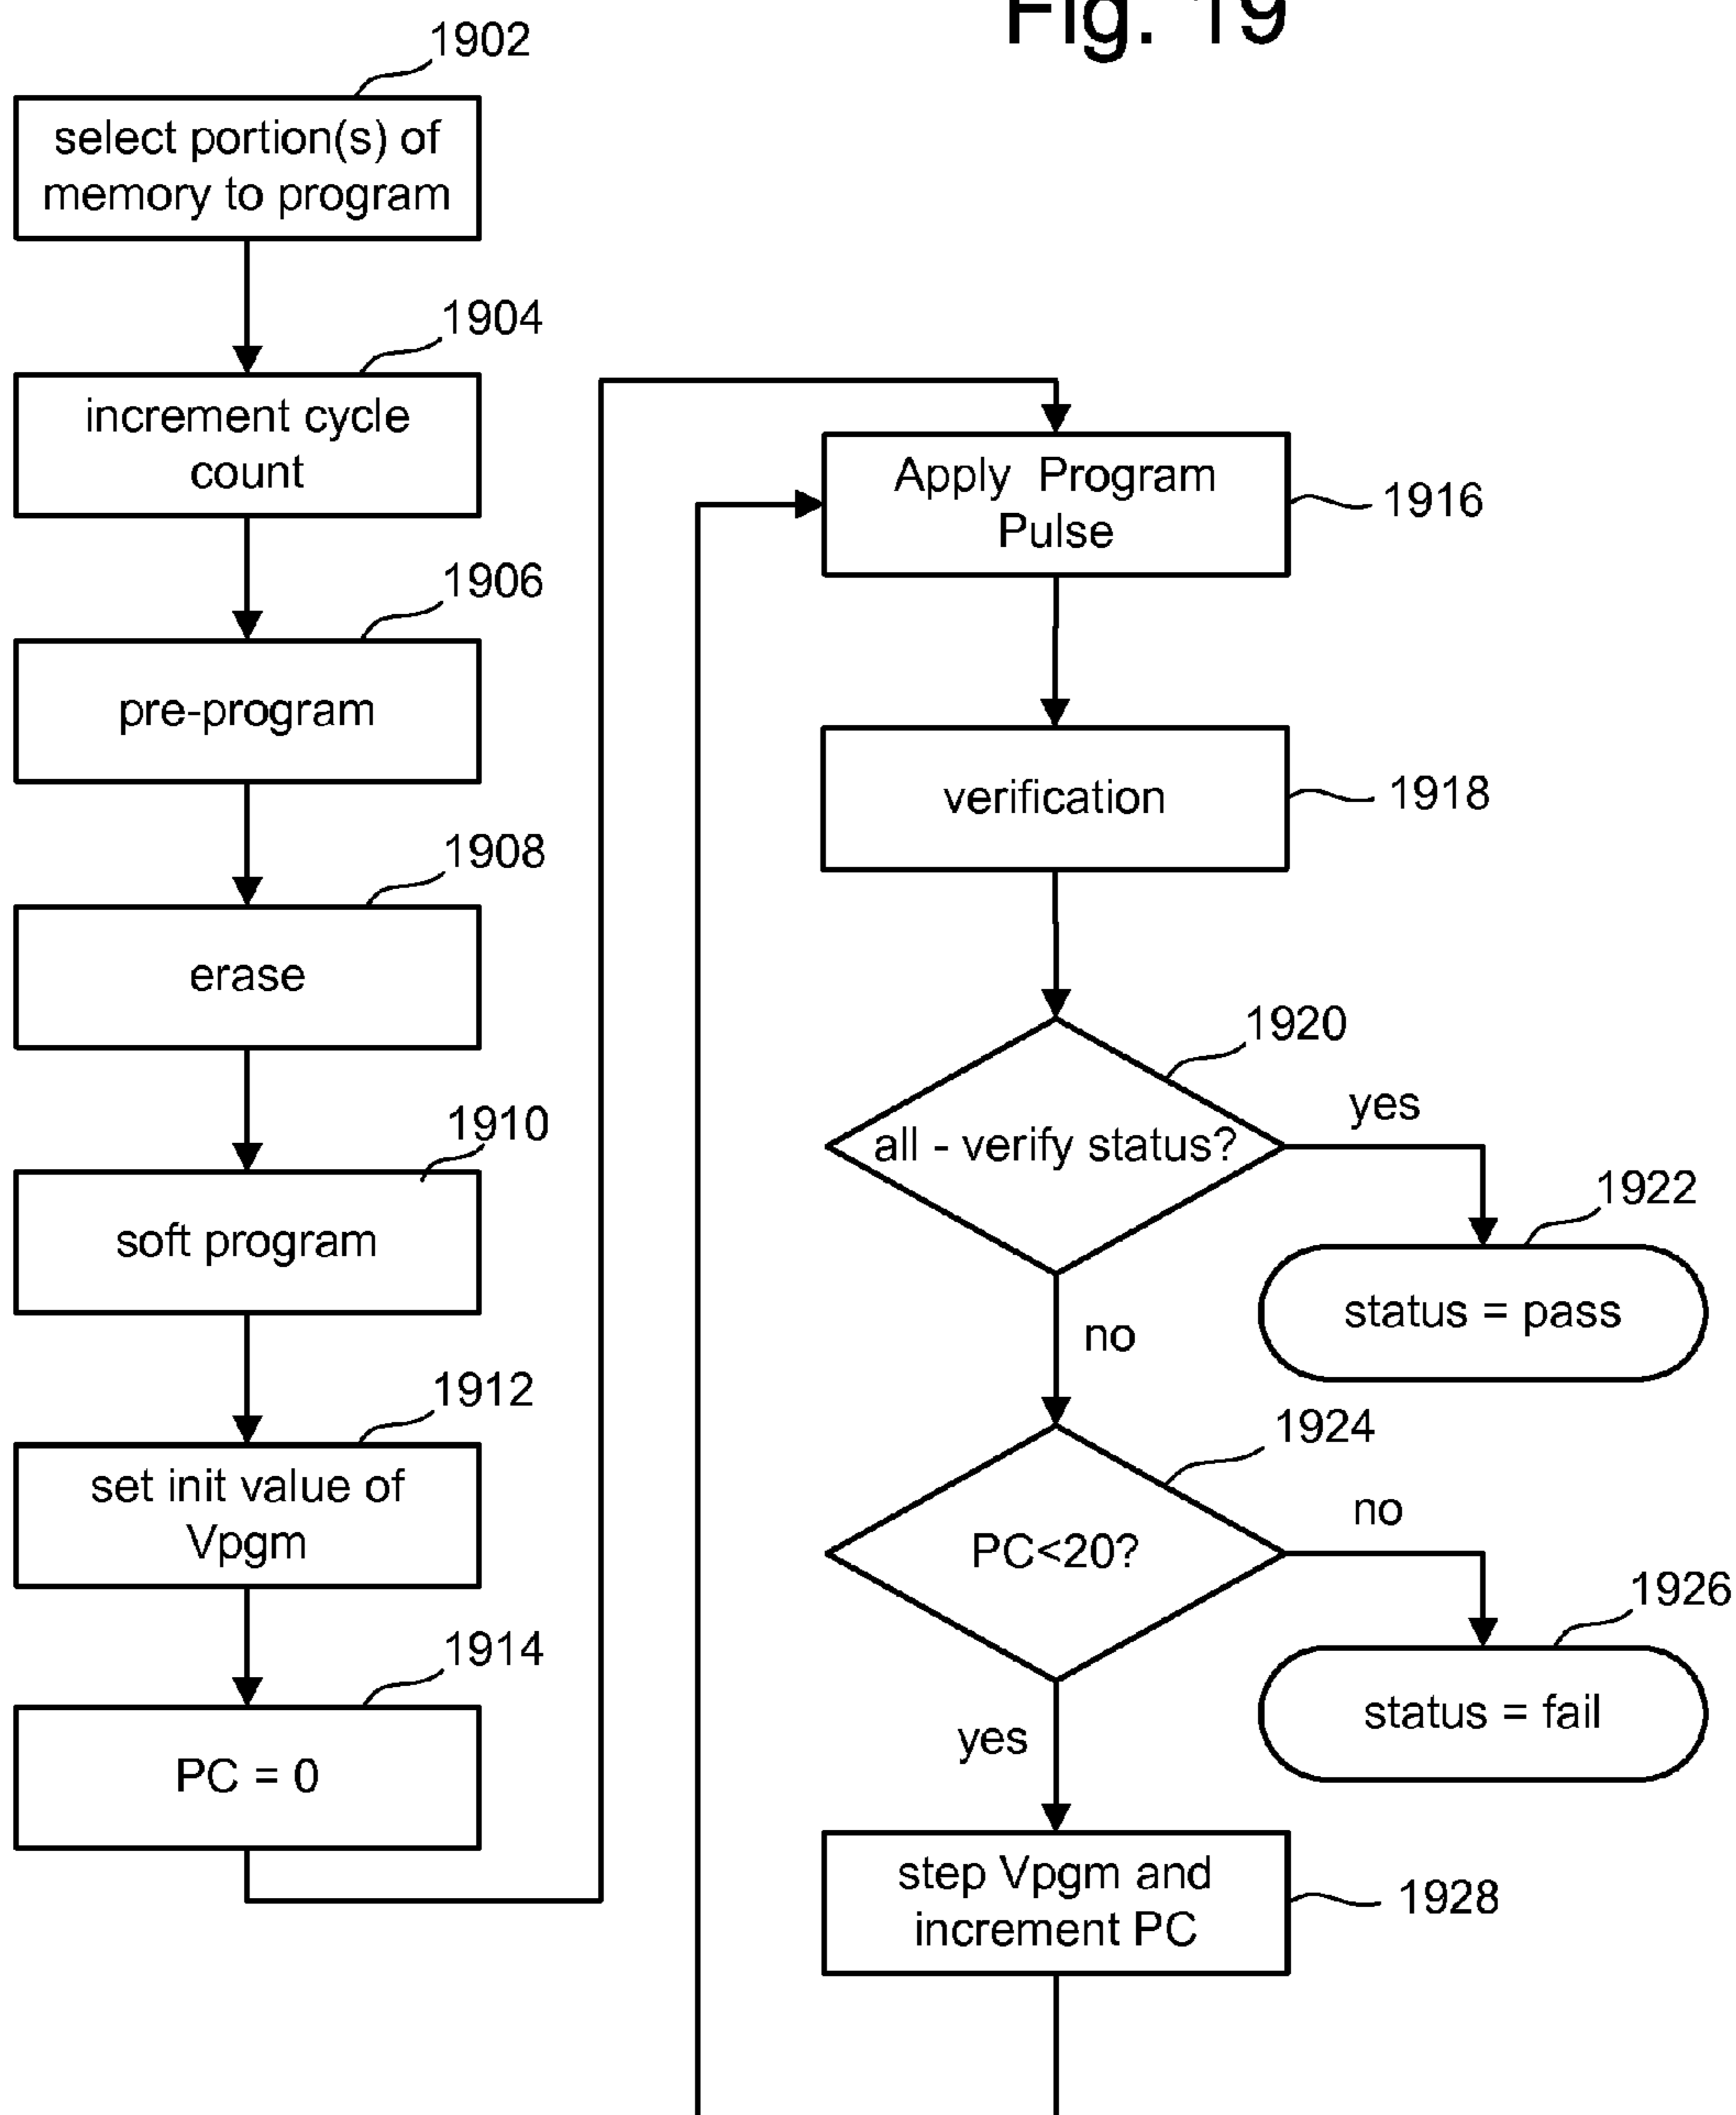 Fig. 19
1902
select portion(s) of
memory to program
1904
increment cycle
count
1906
pre-program
1908
erase
1910
soft program
1912
set init value of
Vpgm
1914
PC = 0
Apply Program
Pulse
1916
verification
1918
1920
all - verify status?
yes
1922
status = pass
no
1924
PC<20?
no
1926
status = fail
yes
step Vpgm and
increment PC
1928